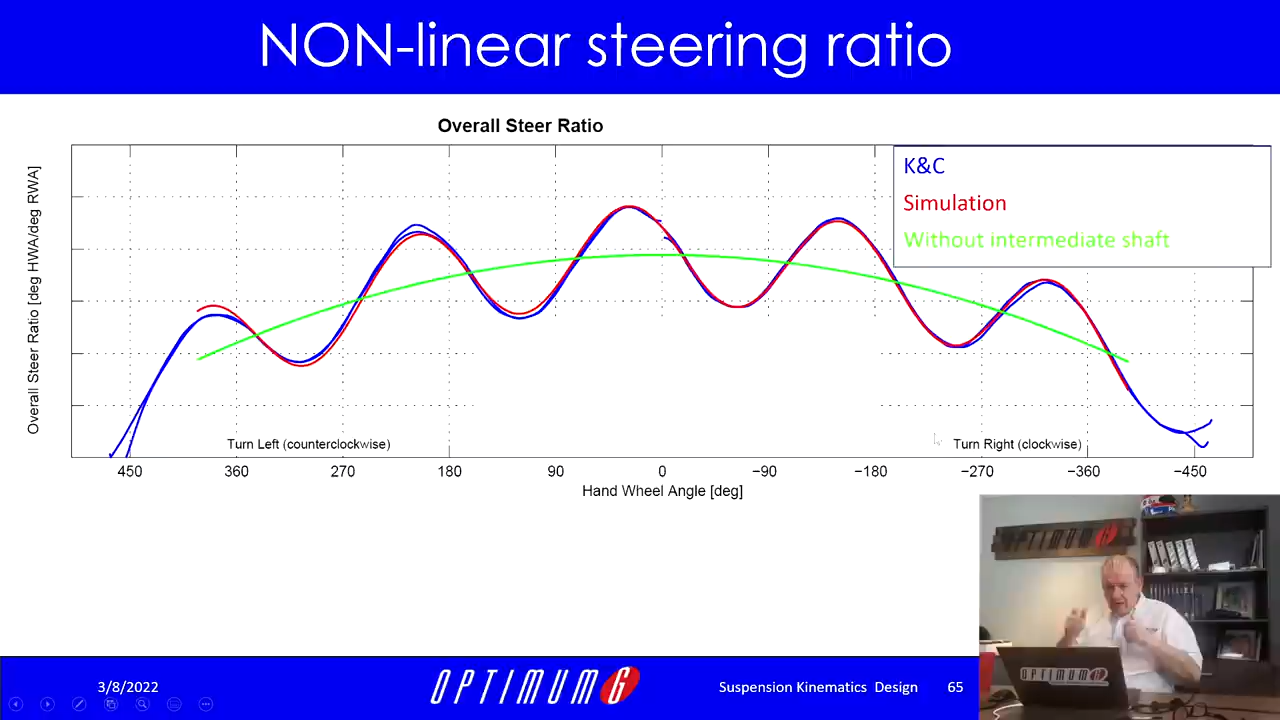 NON-linear steering ratio
Overall Steer Ratio
Overall Steer Ratio [deg HWA/deg RWA]
K&C
Simulation
Without intermediate shaft
Turn Left (counterclockwise)
Turn Right (clockwise)
450 360 270 180 90 0 −90 −180 −270 −360 −450
Hand Wheel Angle [deg]
OPTIMUM G
OPTIMUM G
3/8/2022
OPTIMUM G
Suspension Kinematics Design 65